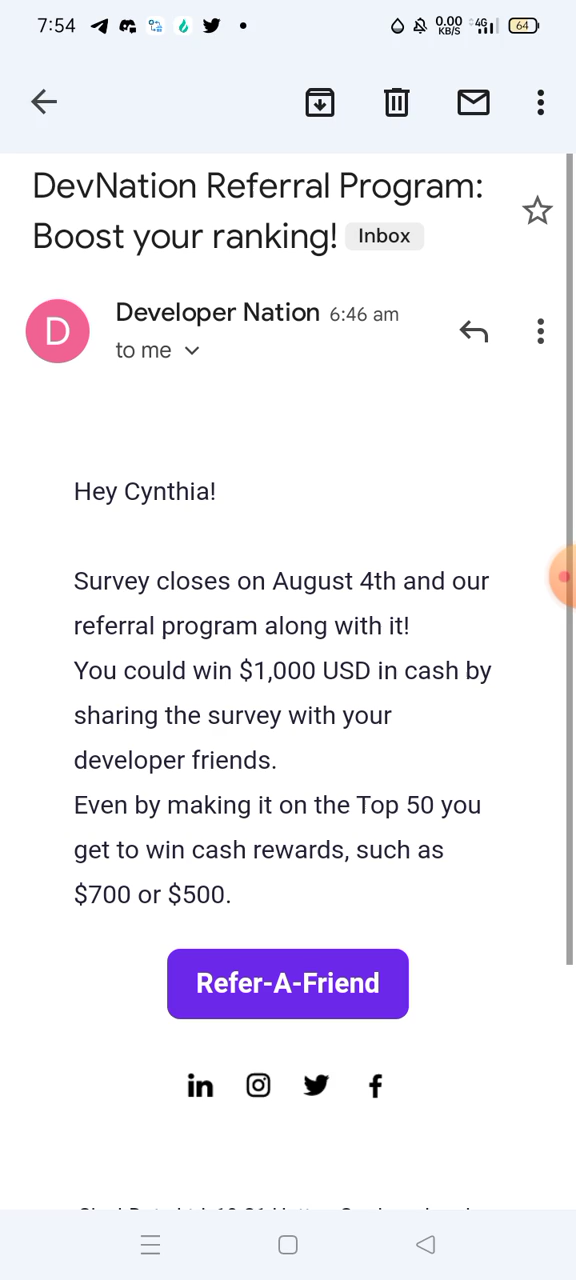 7:54
0.00
KB/S
4G
64
DevNation Referral Program:
Boost your ranking! Inbox
D
Developer Nation 6:46 am
to me
Hey Cynthia!
Survey closes on August 4th and our
referral program along with it!
You could win $1,000 USD in cash by
sharing the survey with your
developer friends.
Even by making it on the Top 50 you
get to win cash rewards, such as
$700 or $500.
Refer-A-Friend